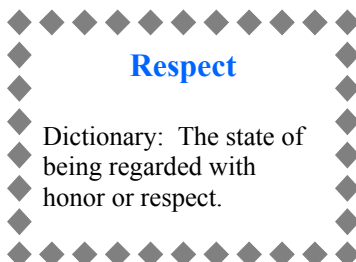 Respect
Dictionary:  The state of
being regarded with
honor or respect.